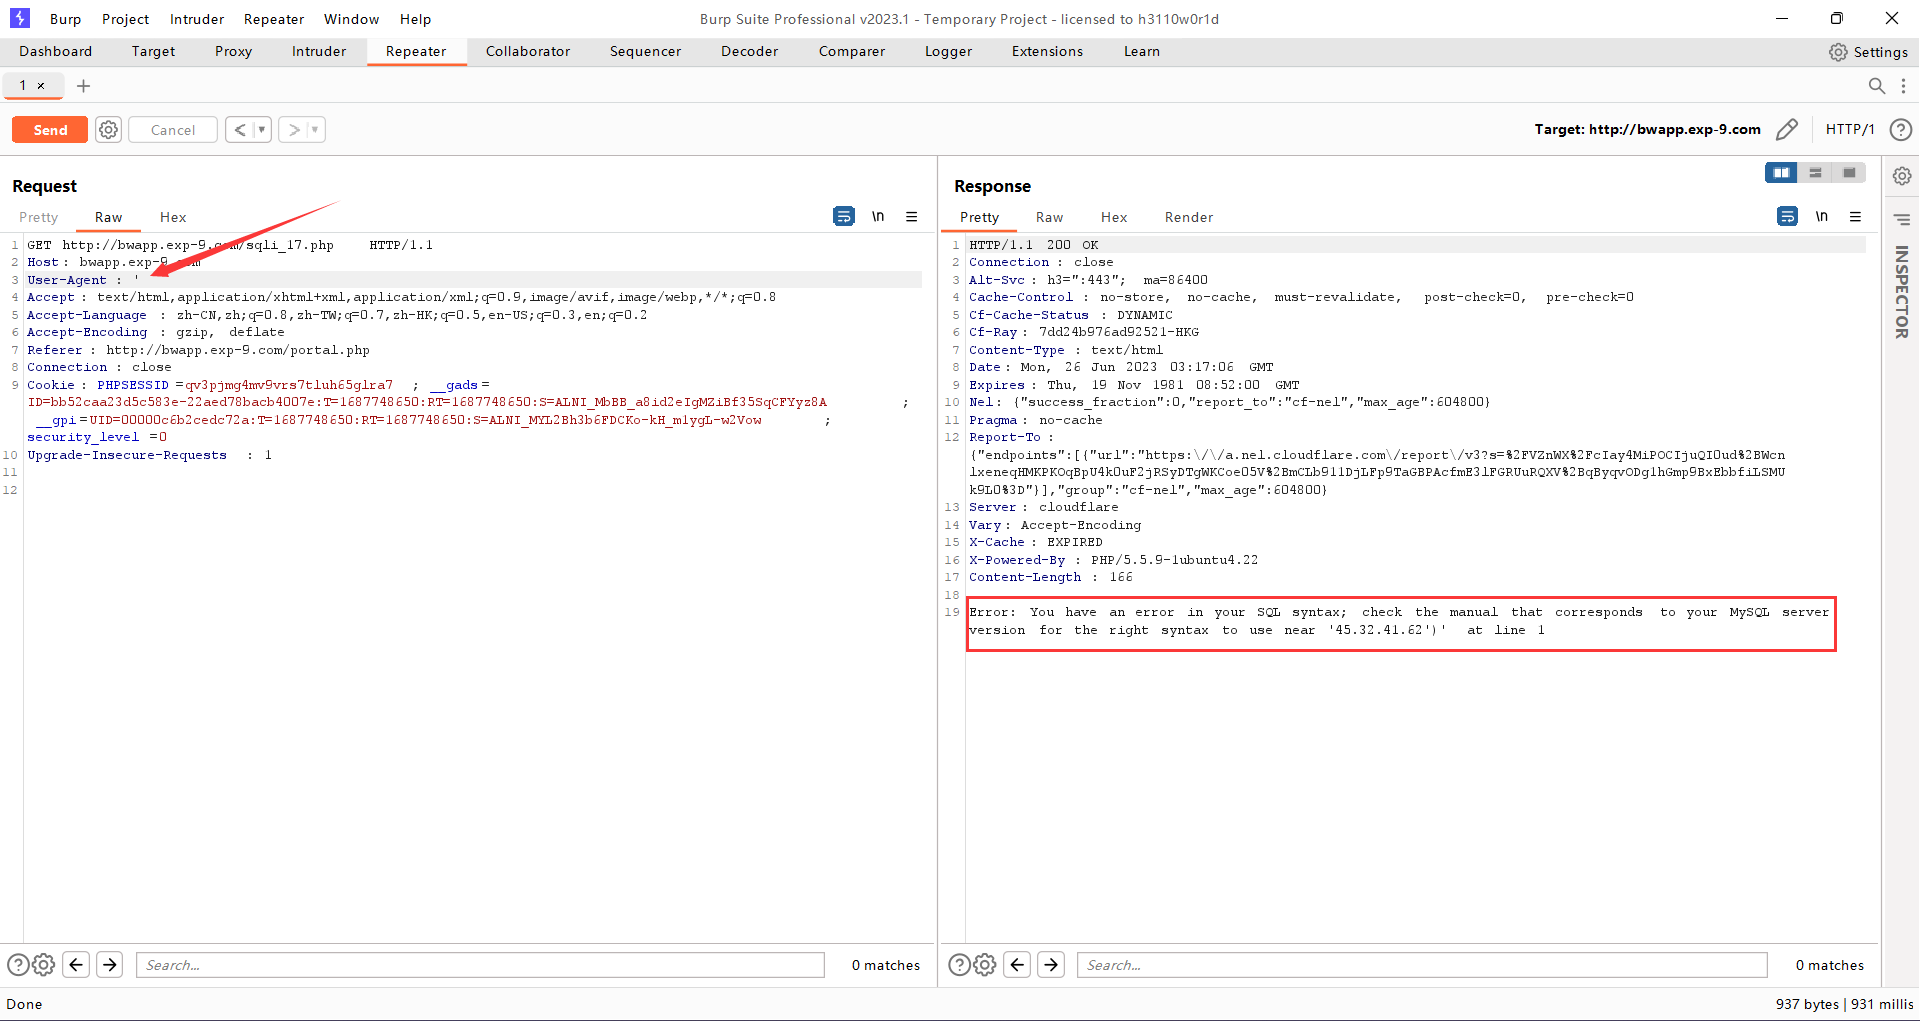 Burp Project Intruder Repeater Window Help Burp Suite Professional v2023.1 - Temporary Project - licensed to h3110w0r1d
Dashboard Target Proxy Intruder Repeater Collaborator Sequencer Decoder Comparer Logger Extensions Learn Settings
1 × +
Send Cancel < > Target: http://bwapp.exp-9.com HTTP/1 ?
Request
Pretty Raw Hex \n
1 GET http://bwapp.exp-9.com/sqli_17.php HTTP/1.1
2 Host: bwapp.exp-9.com
3 User-Agent : '
4 Accept : text/html,application/xhtml+xml,application/xml;q=0.9,image/avif,image/webp,*/*;q=0.8
5 Accept-Language : zh-CN,zh;q=0.8,zh-TW;q=0.7,zh-HK;q=0.5,en-US;q=0.3,en;q=0.2
6 Accept-Encoding : gzip, deflate
7 Referer : http://bwapp.exp-9.com/portal.php
8 Connection : close
9 Cookie : PHPSESSID =qv3pjmg4mv9vrs7tluh65glra7 ; __gads =
ID=bb52caa23d5c583e-22aed78bacb4007e:T=1687748650:RT=1687748650:S=ALNI_MbBB_a8id2eIgMZiBf35SqCFYyz8A ;
__gpi =UID=00000c6b2cedc72a:T=1687748650:RT=1687748650:S=ALNI_MYL2Bh3b6FDCKo-kH_m1ygL-w2Vow ;
security_level =0
10 Upgrade-Insecure-Requests : 1
11
12
Response
Pretty Raw Hex Render \n
1 HTTP/1.1 200 OK
2 Connection : close
3 Alt-Svc : h3=":443"; ma=86400
4 Cache-Control : no-store, no-cache, must-revalidate, post-check=0, pre-check=0
5 Cf-Cache-Status : DYNAMIC
6 Cf-Ray : 7dd24b976ad92521-HKG
7 Content-Type : text/html
8 Date : Mon, 26 Jun 2023 03:17:06 GMT
9 Expires : Thu, 19 Nov 1981 08:52:00 GMT
10 Nel: {"success_fraction":0,"report_to":"cf-nel","max_age":604800}
11 Pragma : no-cache
12 Report-To :
{"endpoints":[{"url":"https:\/\/a.nel.cloudflare.com\/report\/v3?s=%2FVZnWX%2FcIay4MiPOCIjuQIOud%2BWcn
lxeneqHMKPKOqBpU4kOuF2jRSyDTgWKCoeO5V%2BmCLb911DjLFp9TaGBPAcfmE3lFGRUuRQXV%2BqByqvODg1hGmp9BxEbbfiLSMU
k9L0%3D"}],"group":"cf-nel","max_age":604800}
13 Server : cloudflare
14 Vary : Accept-Encoding
15 X-Cache : EXPIRED
16 X-Powered-By : PHP/5.5.9-1ubuntu4.22
17 Content-Length : 166
18
19 Error: You have an error in your SQL syntax; check the manual that corresponds to your MySQL server
version for the right syntax to use near '45.32.41.62')' at line 1
INSPECTOR
? Search... 0 matches
? Search... 0 matches
Done 937 bytes | 931 millis